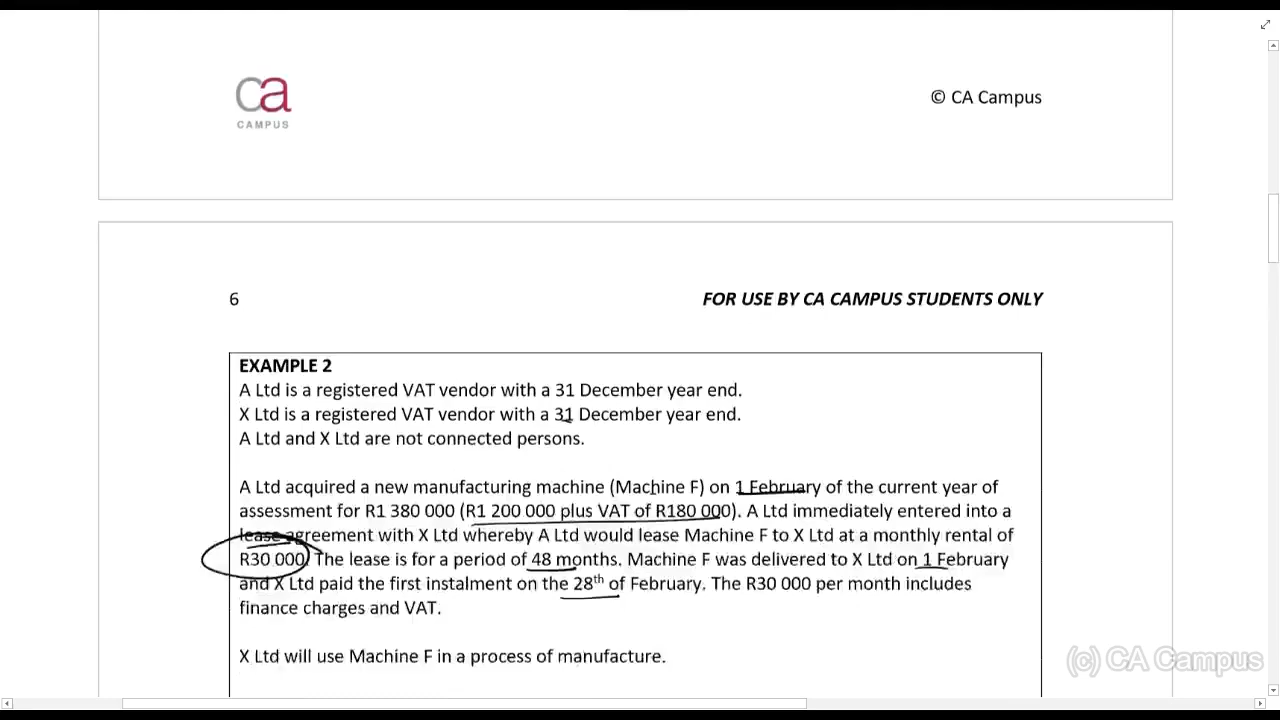 ca
CAMPUS
© CA Campus
6
FOR USE BY CA CAMPUS STUDENTS ONLY
EXAMPLE 2
A Ltd is a registered VAT vendor with a 31 December year end.
X Ltd is a registered VAT vendor with a 31 December year end.
A Ltd and X Ltd are not connected persons.
A Ltd acquired a new manufacturing machine (Machine F) on 1 February of the current year of
assessment for R1 380 000 (R1 200 000 plus VAT of R180 000). A Ltd immediately entered into a
lease agreement with X Ltd whereby A Ltd would lease Machine F to X Ltd at a monthly rental of
R30 000. The lease is for a period of 48 months. Machine F was delivered to X Ltd on 1 February
and X Ltd paid the first instalment on the 28th of February. The R30 000 per month includes
finance charges and VAT.
X Ltd will use Machine F in a process of manufacture.
(c) CA Campus